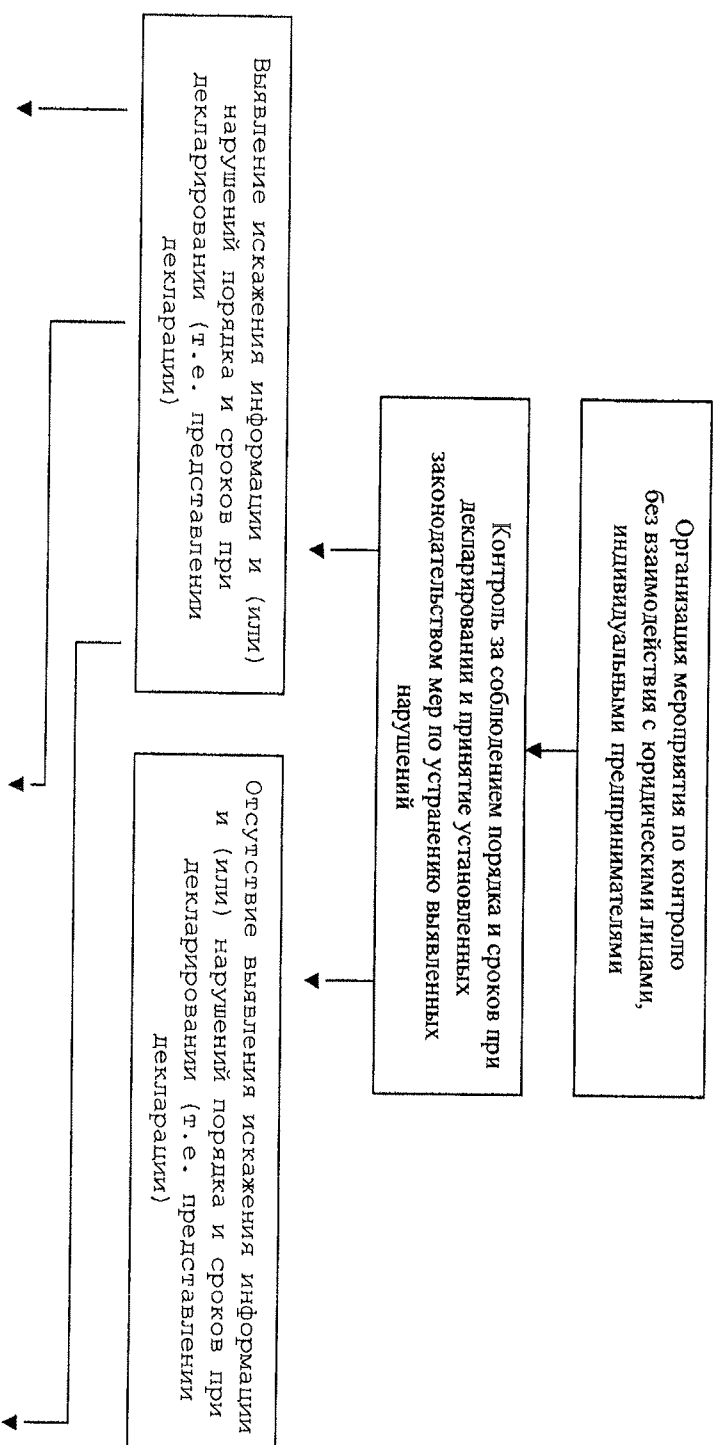 Организация мероприятия по контролю
без взаимодействия с юридическими лицами,
индивидуальными предпринимателями
Контроль за соблюдением порядка и сроков при
декларировании и принятие установленных
законодательством мер по устранению выявленных
нарушений
Выявление искажения информации и (или)
нарушений порядка и сроков при
декларировании (т.е. представлении
декларации)
Отсутствие выявления искажения информации
и (или) нарушений порядка и сроков при
декларировании (т.е. представлении
декларации)